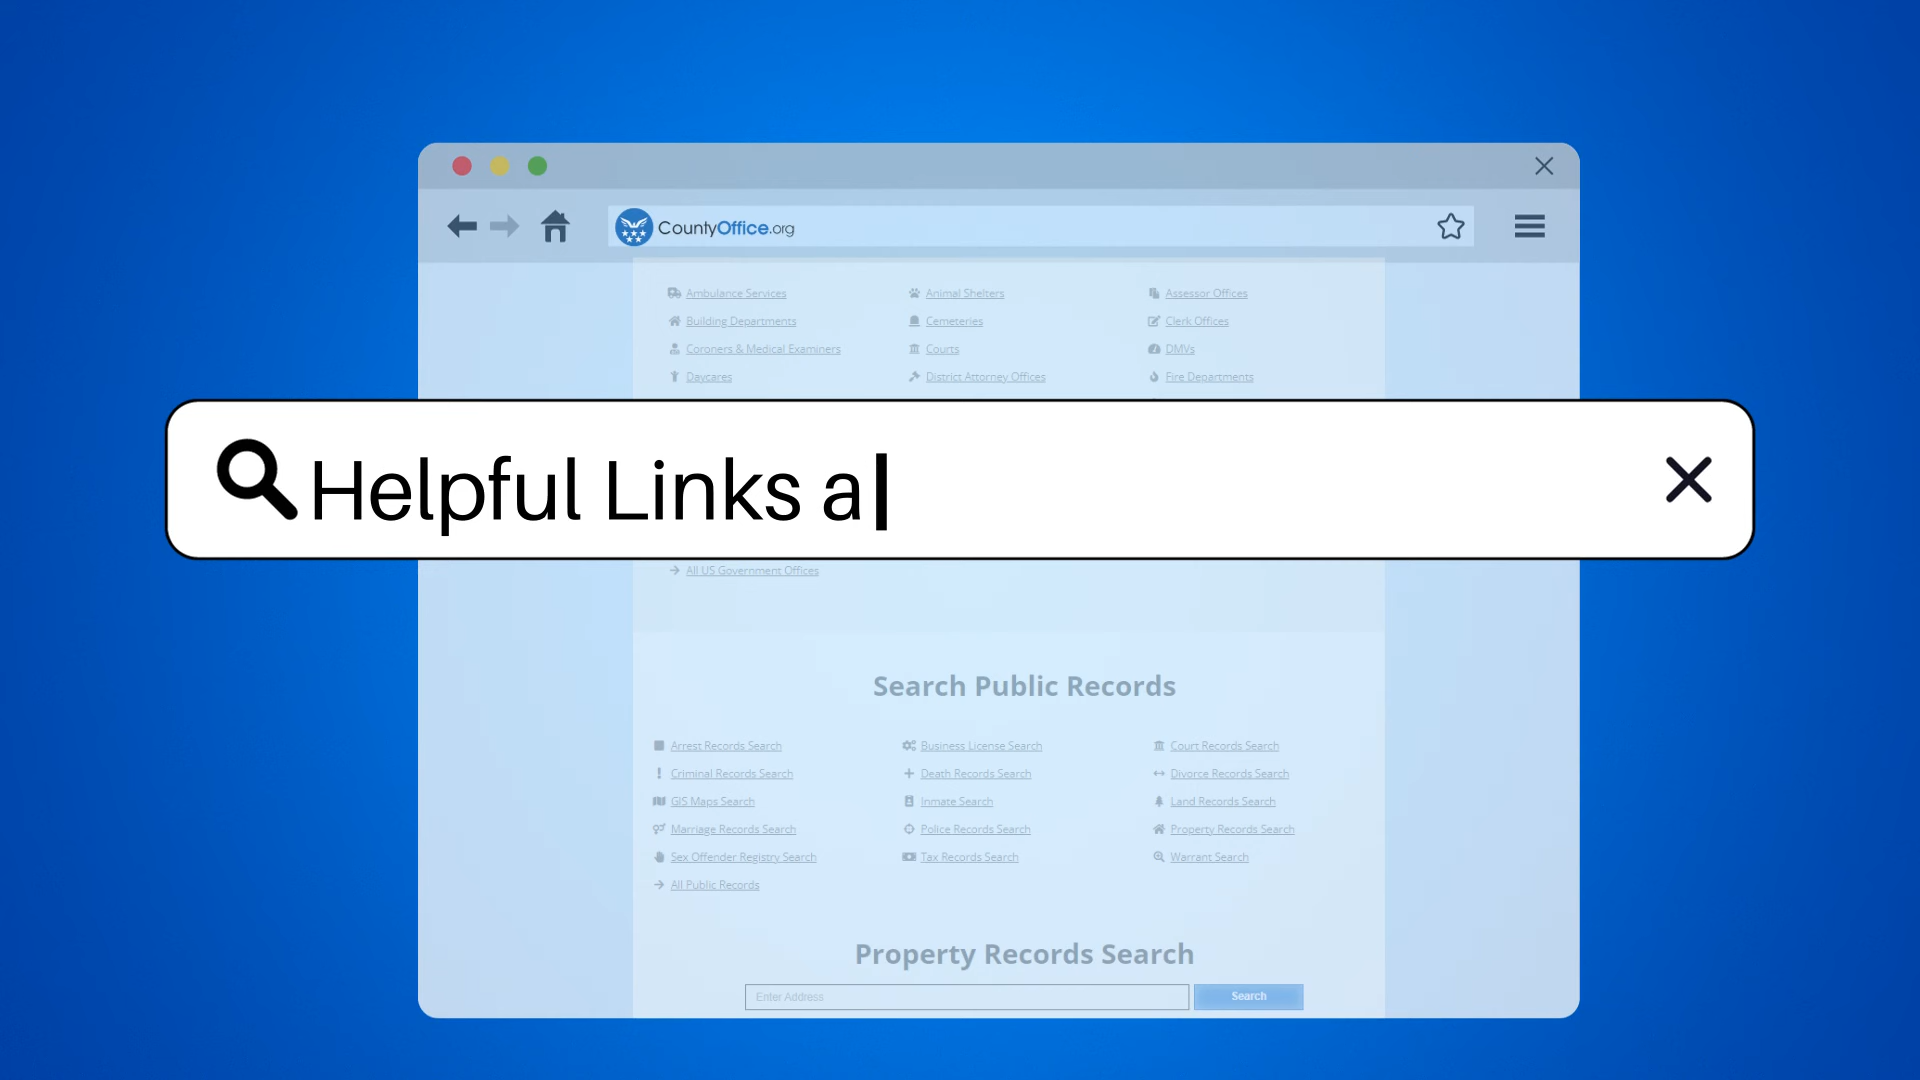 CountyOffice.org
Ambulance Services Animal Shelters Assessor Offices
Building Departments Cemeteries Clerk Offices
Coroners & Medical Examiners Courts DMVs
Daycares District Attorney Offices Fire Departments
Helpful Links a
All US Government Offices
Search Public Records
Arrest Records Search Business License Search Court Records Search
Criminal Records Search Death Records Search Divorce Records Search
GIS Maps Search Inmate Search Land Records Search
Marriage Records Search Police Records Search Property Records Search
Sex Offender Registry Search Tax Records Search Warrant Search
All Public Records
Property Records Search
Enter Address Search